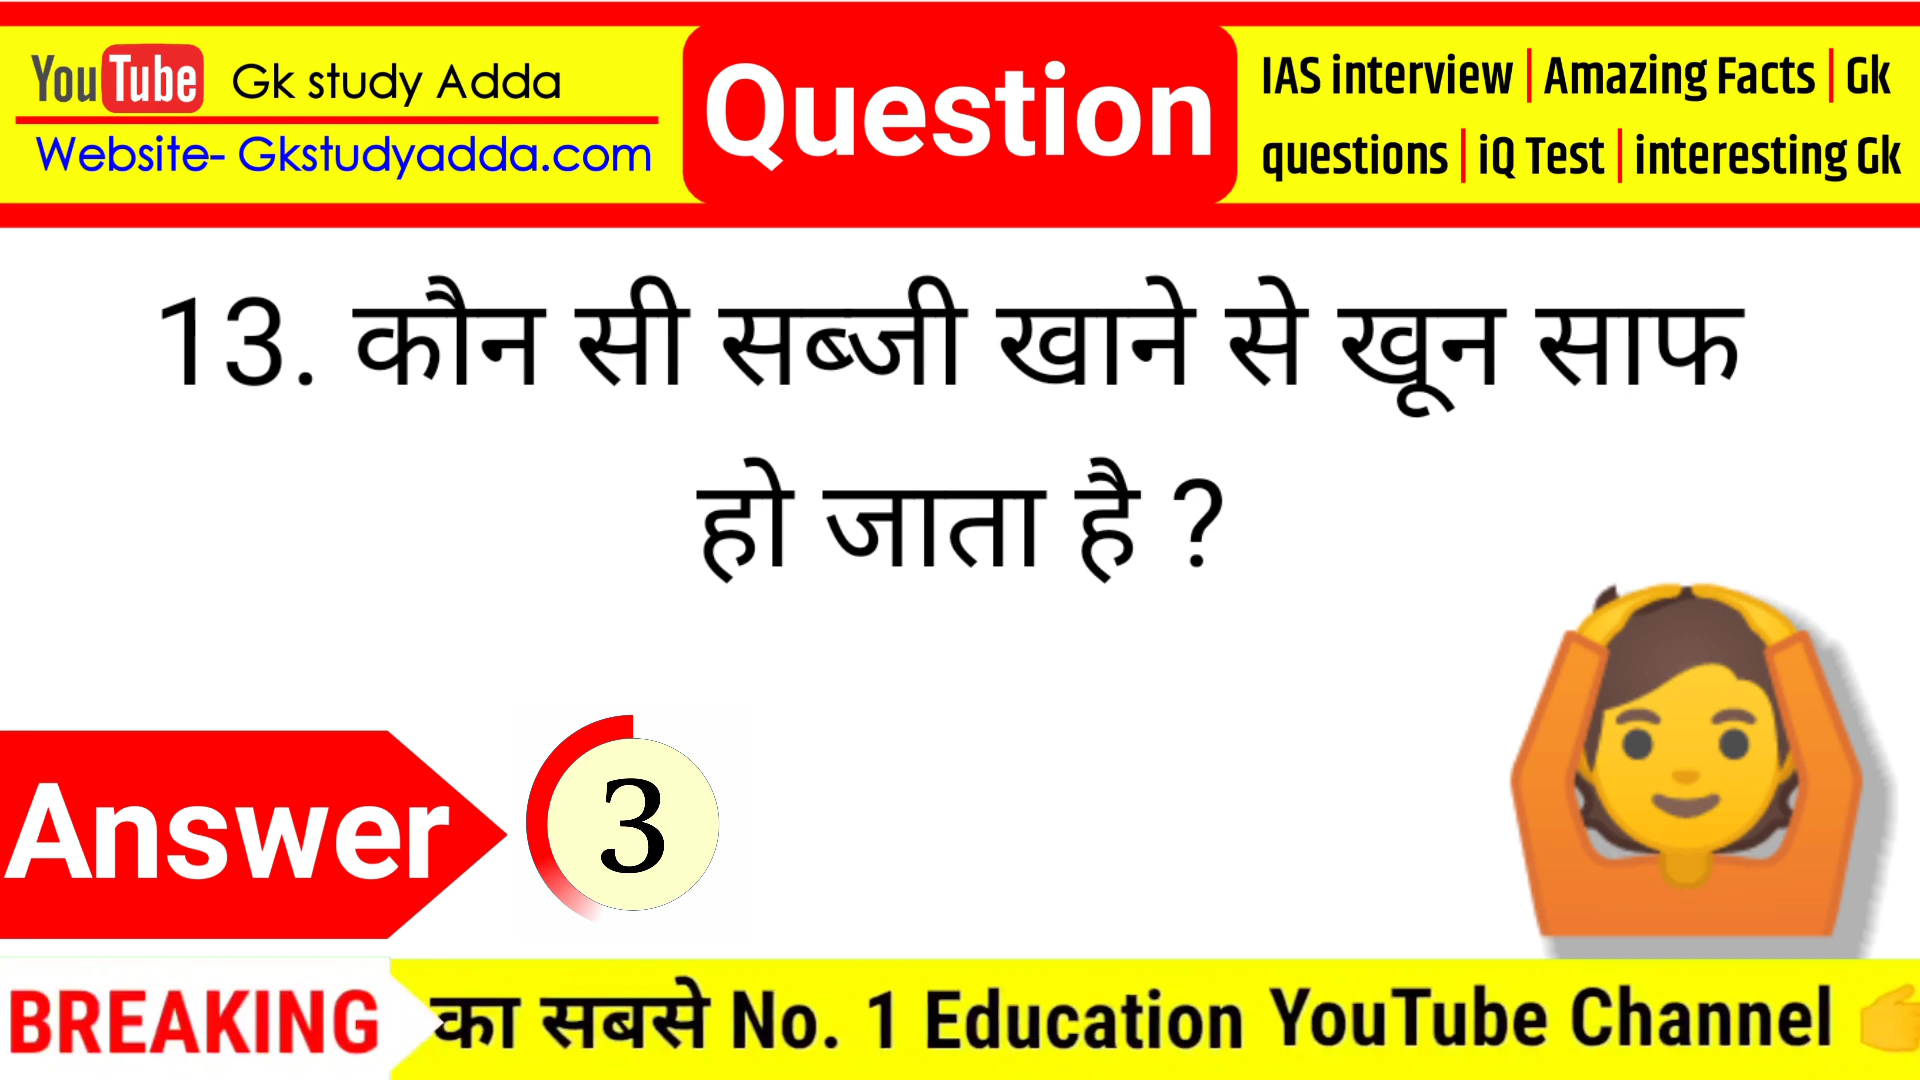 YouTube Gk study Adda
Website- Gkstudyadda.com
Question
IAS interview | Amazing Facts | Gk
questions | iQ Test | interesting Gk
13. कौन सी सब्जी खाने से खून साफ
हो जाता है ?
Answer
3
BREAKING
का सबसे No. 1 Education YouTube Channel